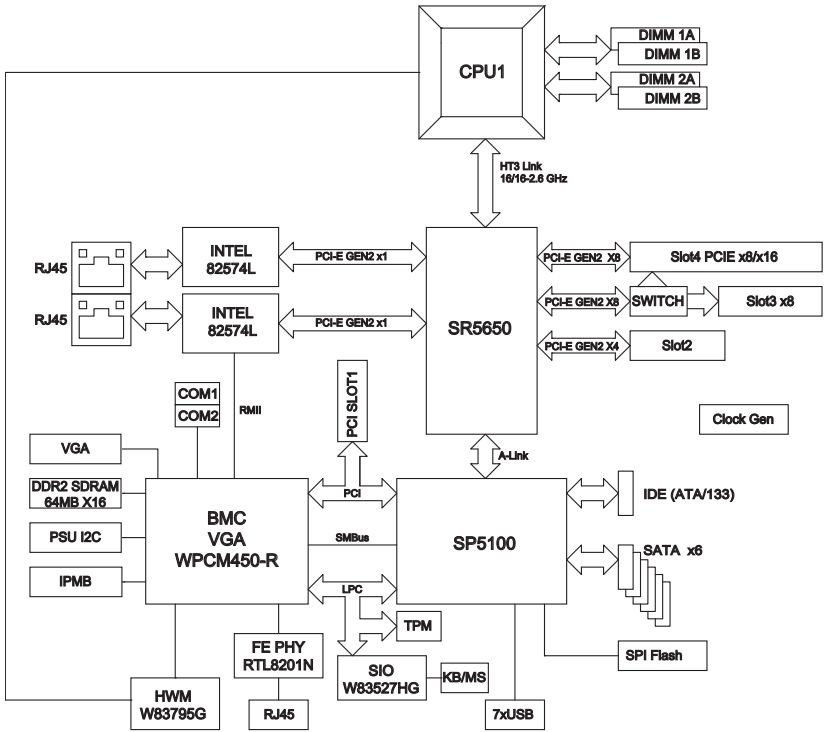 CPU1
DIMM 1A
DIMM 1B
DIMM 2A
DIMM 2B
HT3 Link
16/16-2.6 GHz
RJ45
INTEL
82574L
PCI-E GEN2 x1
RJ45
INTEL
82574L
PCI-E GEN2 x1
SR5650
PCI-E GEN2 X8
Slot4 PCIE x8/x16
PCI-E GEN2 X8
SWITCH
Slot3 x8
PCI-E GEN2 X4
Slot2
COM1
COM2
RMII
PCI SLOT1
Clock Gen
A-Link
VGA
DDR2 SDRAM
64MB X16
PSU I2C
IPMB
BMC
VGA
WPCM450-R
PCI
SMBus
LPC
SP5100
IDE (ATA/133)
SATA x6
TPM
SPI Flash
FE PHY
RTL8201N
SIO
W83527HG
KB/MS
HWM
W83795G
RJ45
7xUSB